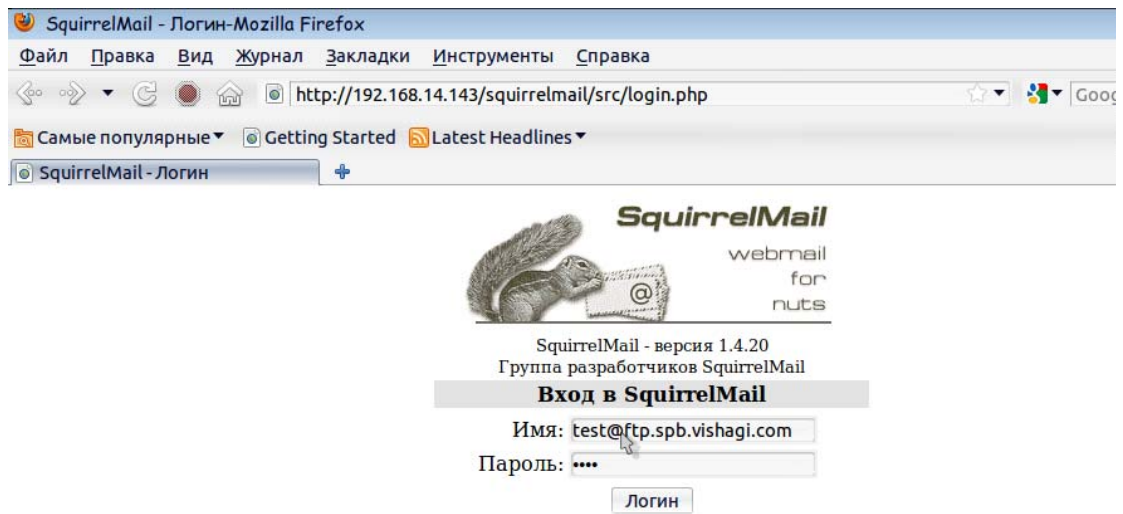 SquirrelMail - Логин-Mozilla Firefox
Файл Правка Вид Журнал Закладки Инструменты Справка
http://192.168.14.143/squirrelmail/src/login.php
Goog
Самые популярные Getting Started Latest Headlines
SquirrelMail - Логин
SquirrelMail
webmail
for
nuts
@
SquirrelMail - версия 1.4.20
Группа разработчиков SquirrelMail
Вход в SquirrelMail
Имя: test@ftp.spb.vishagi.com
Пароль: ••••
Логин